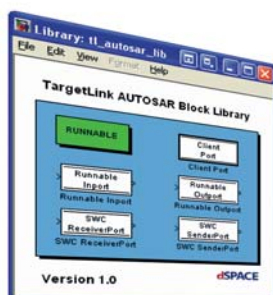 Library: tl_autosar_lib
File Edit View Format Help
TargetLink AUTOSAR Block Library
RUNNABLE
Client
Port
Client Port
Runnable
Inport
Runnable Inport
Runnable
Outport
Runnable Outport
SWC
ReceiverPort
SWC ReceiverPort
SWC
SenderPort
SWC SenderPort
Version 1.0
dSPACE